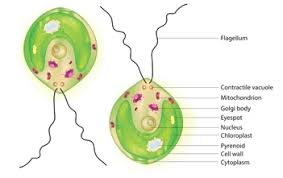 Flagellum
Contractile vacuole
Mitochondrion
Golgi body
Eyespot
Nucleus
Chloroplast
Pyrenoid
Cell wall
Cytoplasm